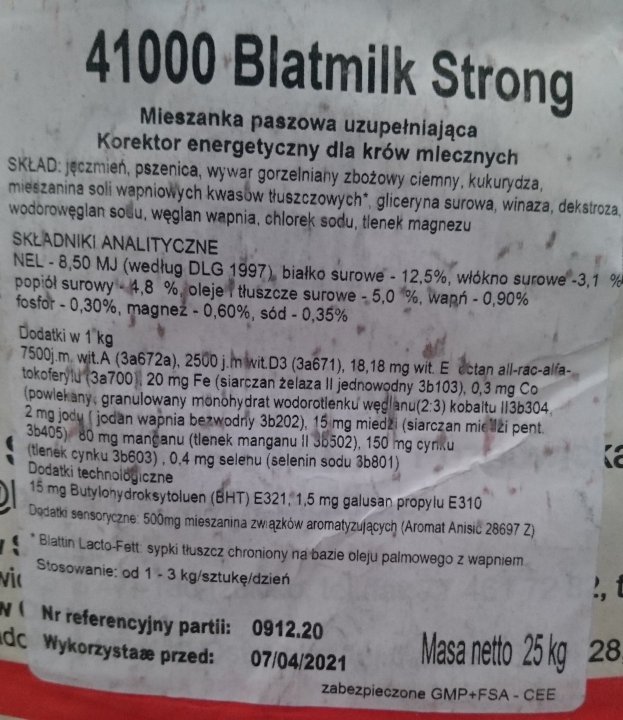 41000 Blatmilk Strong
Mieszanka paszowa uzupełniająca
Korektor energetyczny dla krów mlecznych
SKŁAD: jęczmień, pszenica, wywar gorzelniany zbożowy ciemny, kukurydza,
mieszanina soli wapniowych kwasów tłuszczowych*, gliceryna surowa, winaza, dekstroza,
wodorowęglan sodu, węglan wapnia, chlorek sodu, tlenek magnezu
SKŁADNIKI ANALITYCZNE
NEL - 8,50 MJ (według DLG 1997), białko surowe - 12,5%, włókno surowe -3,1 %
popiół surowy - 4,8 %, oleje i tłuszcze surowe - 5,0 %, wapń - 0,90%
fosfor - 0,30%, magnez - 0,60%, sód - 0,35%
Dodatki w 1 kg
7500j.m. wit.A (3a672a), 2500 j.m wit.D3 (3a671), 18,18 mg wit. E octan all-rac-alfa-
tokoferylu (3a700), 20 mg Fe (siarczan żelaza II jednowodny 3b103), 0,3 mg Co
(powlekany, granulowany monohydrat wodorotlenku węglanu(2:3) kobaltu II3b304,
2 mg jodu ( jodan wapnia bezwodny 3b202), 15 mg miedzi (siarczan miedzi pent.
3b405) 80 mg manganu (tlenek manganu II 3b502), 150 mg cynku
(tlenek cynku 3b603) , 0,4 mg selenu (selenin sodu 3b801)
Dodatki technologiczne
15 mg Butylohydroksytoluen (BHT) E321, 1,5 mg galusan propylu E310
Dodatki sensoryczne: 500mg mieszanina związków aromatyzujących (Aromat Anisic 28697 Z)
* Blattin Lacto-Fett: sypki tłuszcz chroniony na bazie oleju palmowego z wapniem
Stosowanie: od 1 - 3 kg/sztukę/dzień
Nr referencyjny partii: 0912.20
Wykorzystaæ przed: 07/04/2021
Masa netto 25 kg
28
zabezpieczone GMP+FSA - CEE